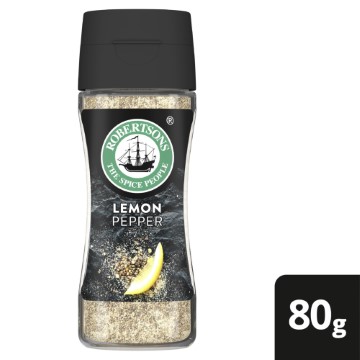 ROBERTSONS
®
THE SPICE PEOPLE
LEMON
PEPPER
80g